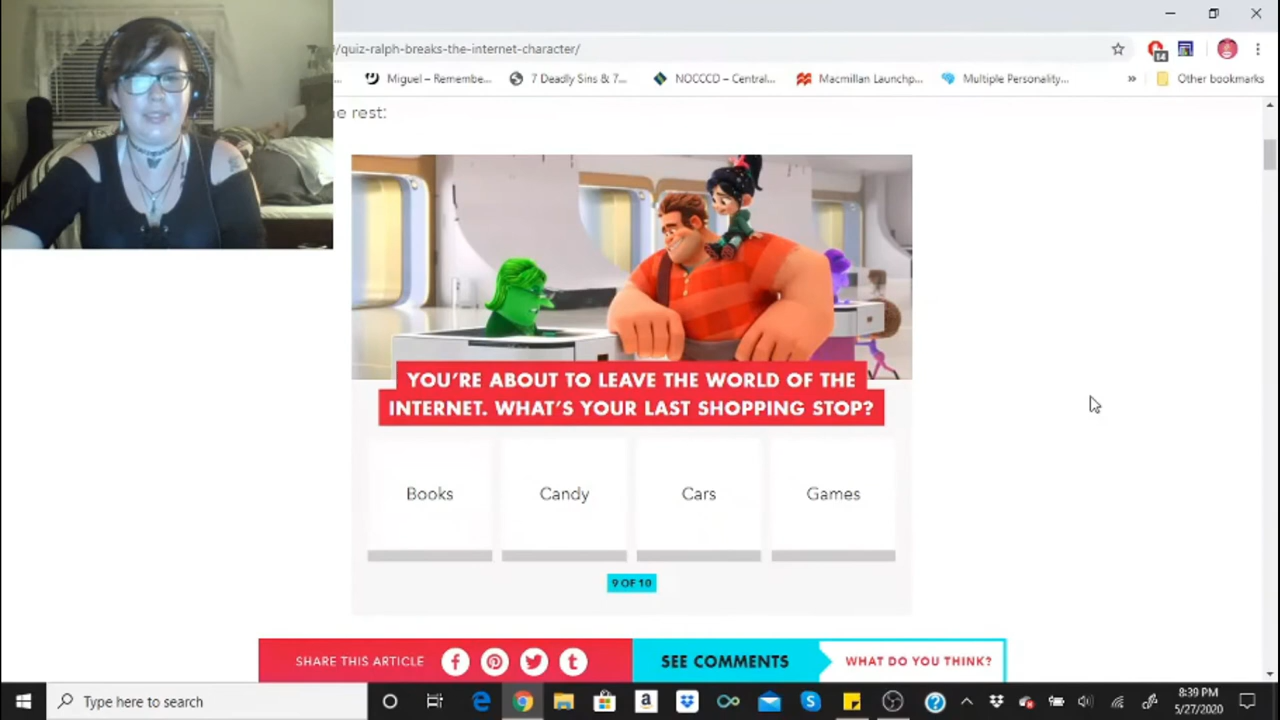 /quiz-ralph-breaks-the-internet-character/
Miguel – Remembe...
7 Deadly Sins & 7...
NOCCCD – Central...
Macmillan Launchp...
Multiple Personality...
»
Other bookmarks
e rest:
YOU'RE ABOUT TO LEAVE THE WORLD OF THE
INTERNET. WHAT'S YOUR LAST SHOPPING STOP?
Books
Candy
Cars
Games
9 OF 10
SHARE THIS ARTICLE
SEE COMMENTS
WHAT DO YOU THINK?
Type here to search
8:39 PM
5/27/2020